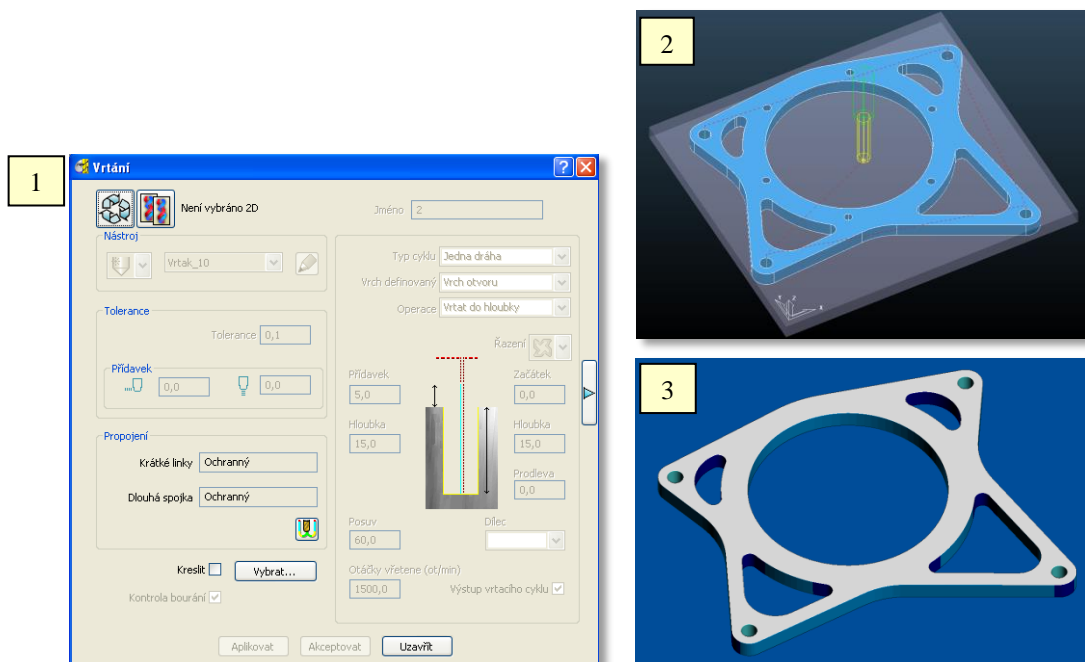 1
Vrtání
Není vybráno 2D
Jméno 2
Nástroj
Vrtak_10
Tolerance
Tolerance 0,1
Přídavek
0,0 0,0
Propojení
Krátké linky Ochranný
Dlouhá spojka Ochranný
Kreslit Vybrat...
Kontrola bourání
Typ cyklu Jedna dráha
Vrch definovaný Vrch otvoru
Operace Vrtat do hloubky
Řazení
Přídavek Začátek
5,0 0,0
Hloubka Hloubka
15,0 15,0
Prodleva
0,0
Posuv Dílec
60,0
Otáčky vřetene (ot/min)
1500,0 Výstup vrtacího cyklu
Aplikovat Akceptovat Uzavřít
2
3